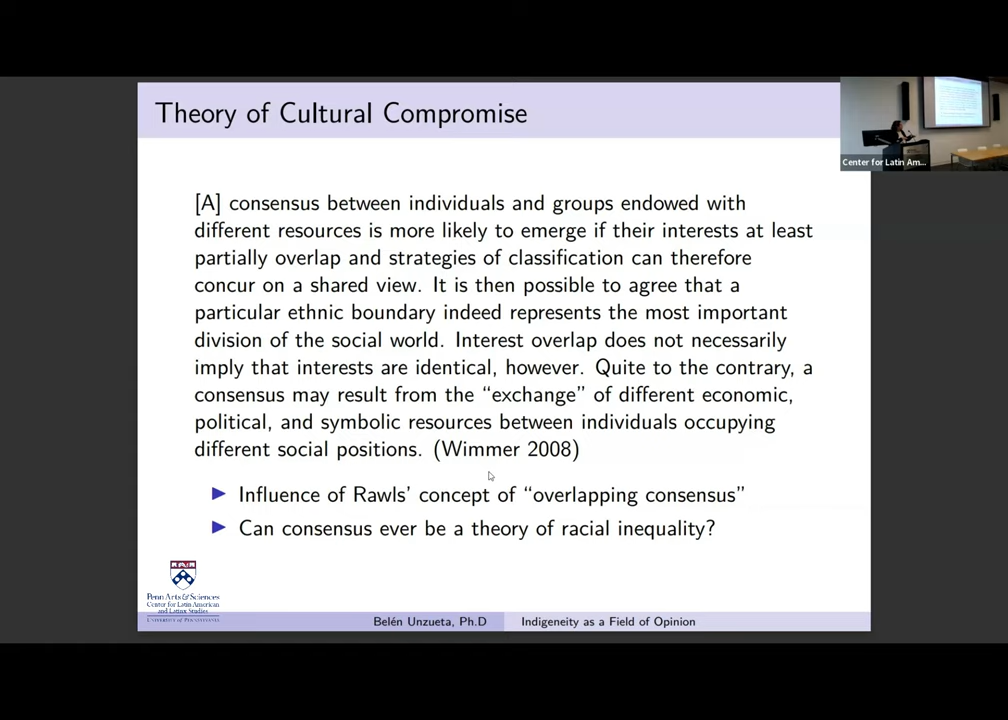 Theory of Cultural Compromise
Center for Latin Am...
[A] consensus between individuals and groups endowed with
different resources is more likely to emerge if their interests at least
partially overlap and strategies of classification can therefore
concur on a shared view. It is then possible to agree that a
particular ethnic boundary indeed represents the most important
division of the social world. Interest overlap does not necessarily
imply that interests are identical, however. Quite to the contrary, a
consensus may result from the “exchange” of different economic,
political, and symbolic resources between individuals occupying
different social positions. (Wimmer 2008)
Influence of Rawls’ concept of “overlapping consensus”
Can consensus ever be a theory of racial inequality?
Penn Arts & Sciences
Center for Latin American
and Latinx Studies
UNIVERSITY of PENNSYLVANIA
Belén Unzueta, Ph.D
Indigeneity as a Field of Opinion